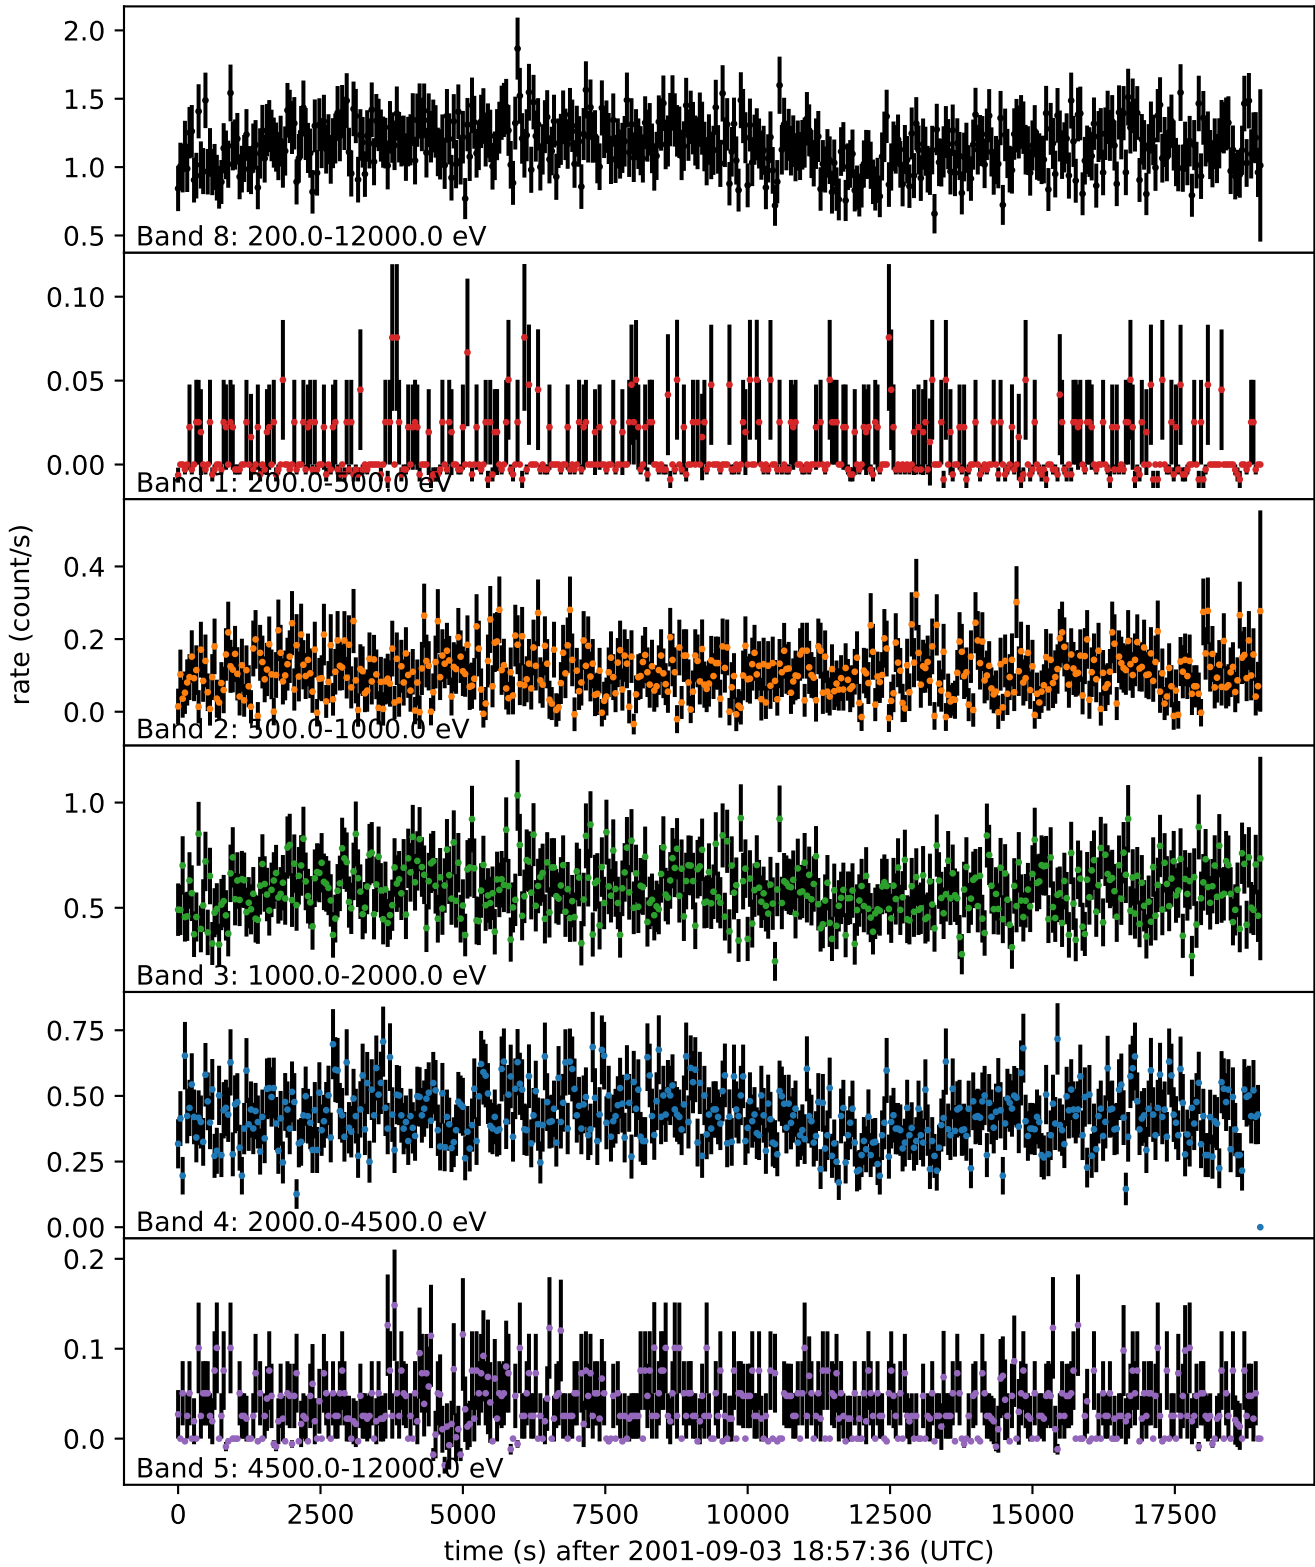 2.0
1.5
1.0
0.5
Band 8: 200.0-12000.0 eV
0.10
0.05
0.00
Band 1: 200.0-500.0 eV
0.4
0.2
0.0
Band 2: 500.0-1000.0 eV
rate (count/s)
1.0
0.5
Band 3: 1000.0-2000.0 eV
0.75
0.50
0.25
0.00
Band 4: 2000.0-4500.0 eV
0.2
0.1
0.0
Band 5: 4500.0-12000.0 eV
0 2500 5000 7500 10000 12500 15000 17500
time (s) after 2001-09-03 18:57:36 (UTC)